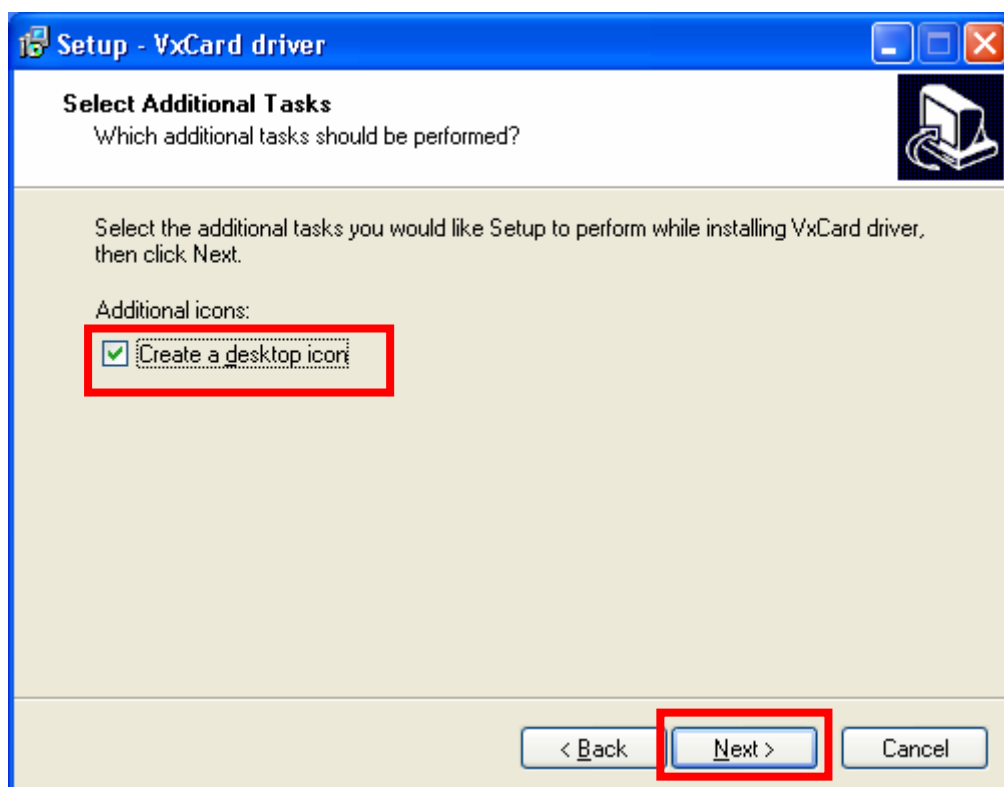 Setup - VxCard driver
Select Additional Tasks
Which additional tasks should be performed?
Select the additional tasks you would like Setup to perform while installing VxCard driver,
then click Next.
Additional icons:
Create a desktop icon
< Back
Next >
Cancel